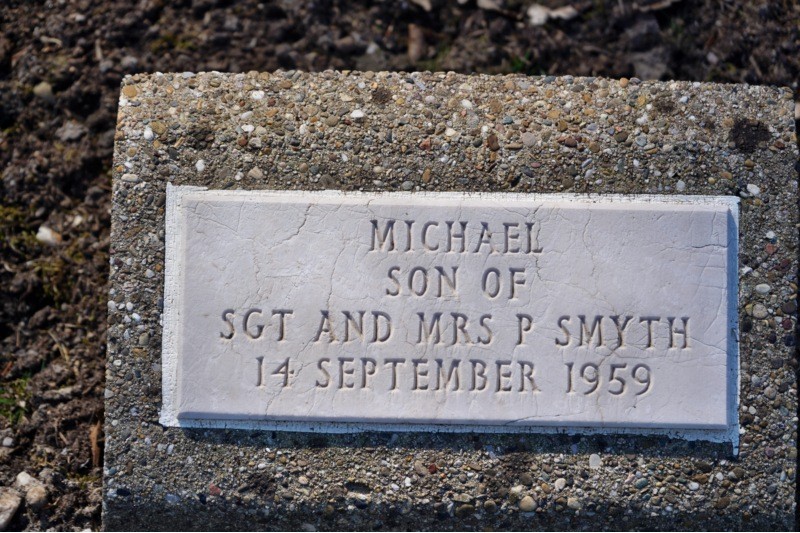 MICHAEL
SON OF
SGT AND MRS P SMYTH
14 SEPTEMBER 1959